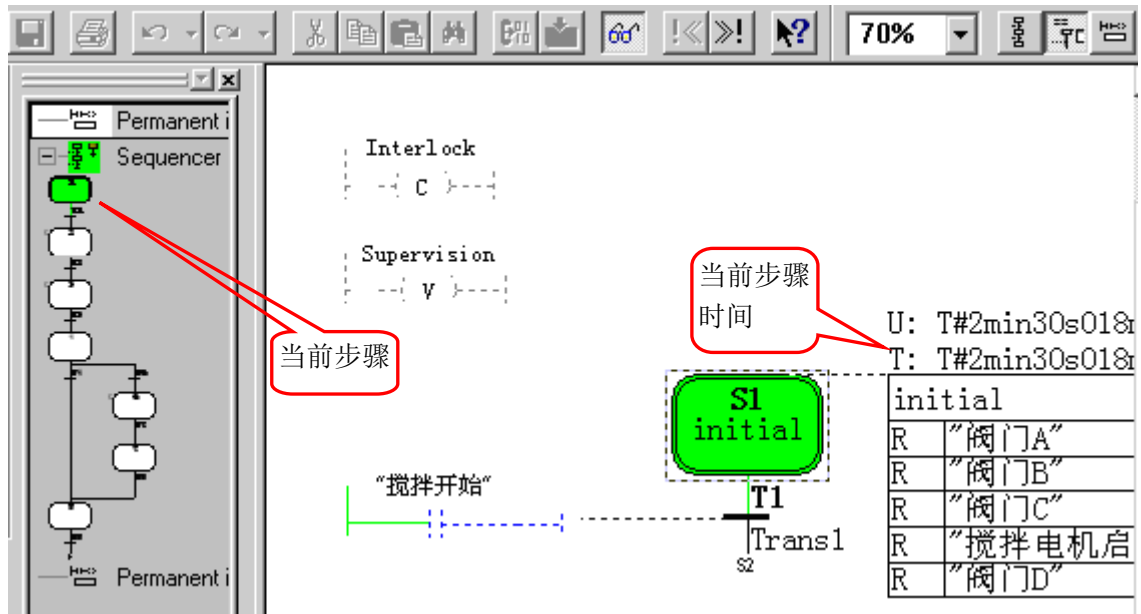 70%
Permanent i
Sequencer
Permanent i
当前步骤
Interlock
C
Supervision
V
当前步骤
时间
U: T#2min30s018m
T: T#2min30s018m
S1
initial
initial
R "阀门A"
R "阀门B"
R "阀门C"
R "搅拌电机启
R "阀门D"
"搅拌开始"
T1
Trans1
S2